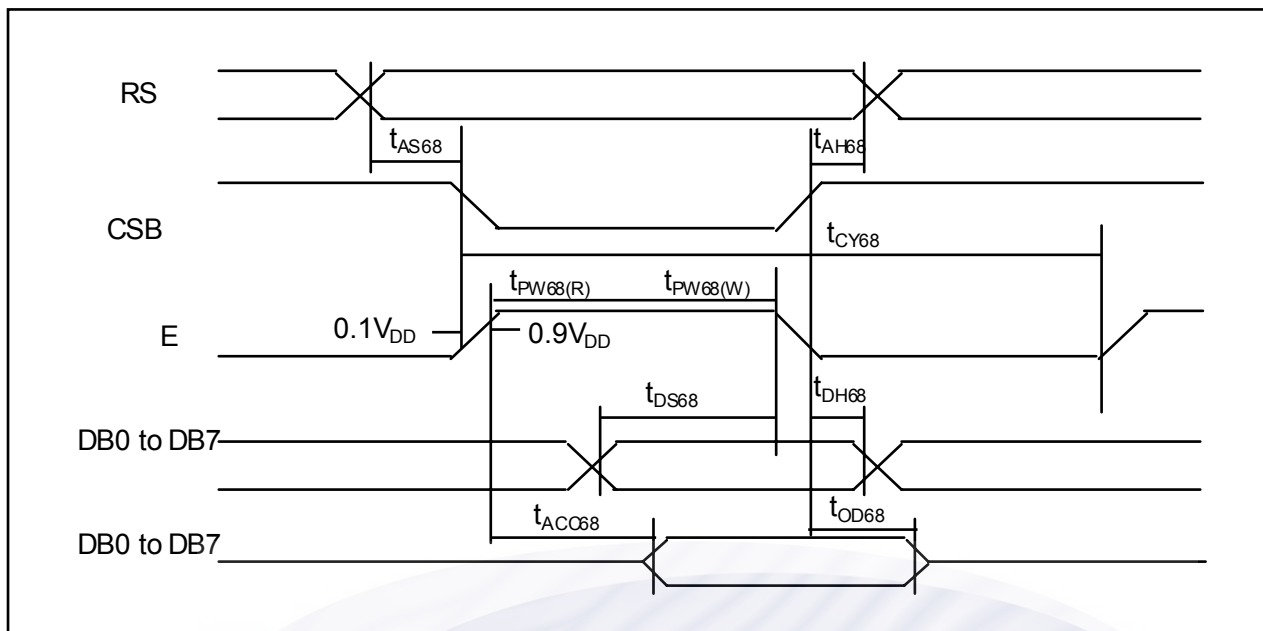 RS
tAS68
tAH68
CSB
tCY68
tPW68(R)
tPW68(W)
E
0.1VDD
0.9VDD
tDS68
tDH68
DB0 to DB7
tACC68
tOD68
DB0 to DB7